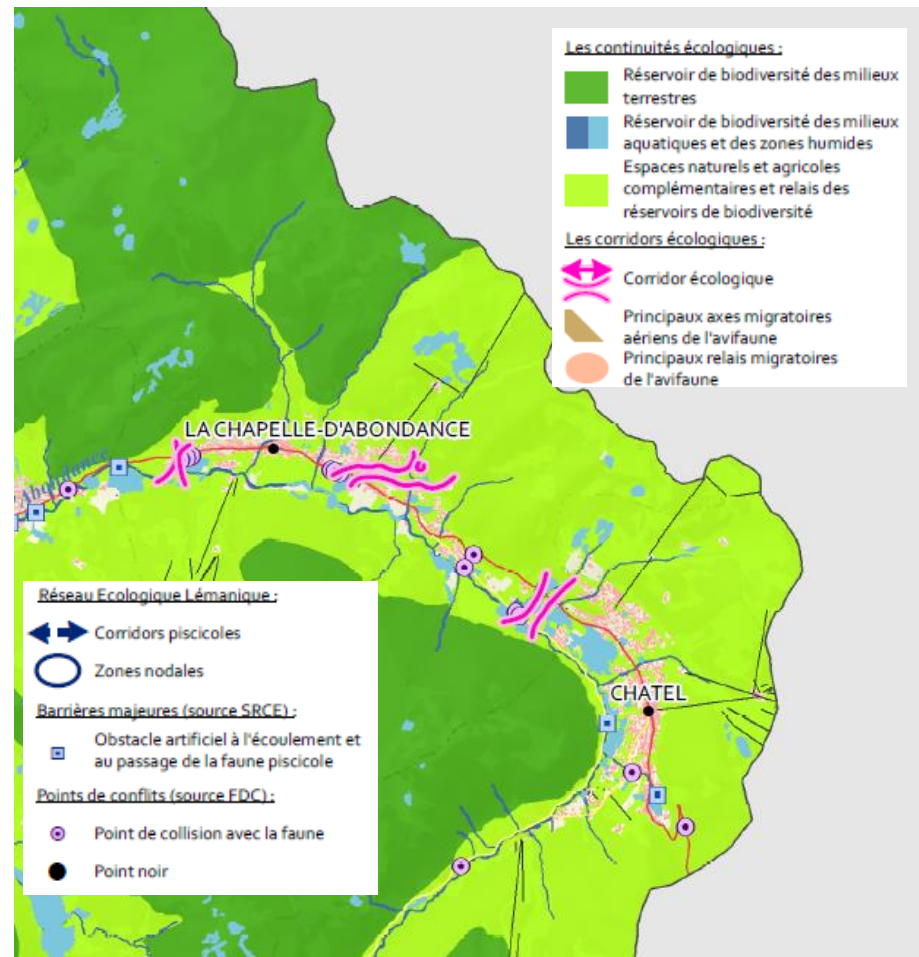 Les continuités écologiques :
Réservoir de biodiversité des milieux
terrestres
Réservoir de biodiversité des milieux
aquatiques et des zones humides
Espaces naturels et agricoles
complémentaires et relais des
réservoirs de biodiversité
Les corridors écologiques :
Corridor écologique
Principaux axes migratoires
aériens de l'avifaune
Principaux relais migratoires
de l'avifaune
LA CHAPELLE-D'ABONDANCE
Abondance
CHATEL
Réseau Ecologique Lémanique :
Corridors piscicoles
Zones nodales
Barrières majeures (source SRCE) :
Obstacle artificiel à l'écoulement et
au passage de la faune piscicole
Points de conflits (source FDC) :
Point de collision avec la faune
Point noir